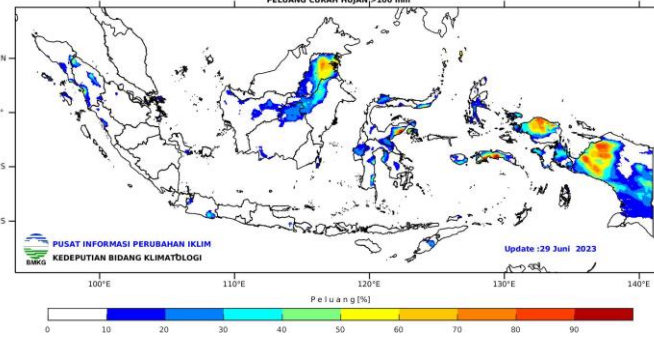 PELUANG CURAH HUJAN >100 mm
N
°
S
S
PUSAT INFORMASI PERUBAHAN IKLIM
KEDEPUTIAN BIDANG KLIMATOLOGI
BMKG
Update :29 Juni 2023
100°E 110°E 120°E 130°E 140°E
Peluang[%]
0 10 20 30 40 50 60 70 80 90